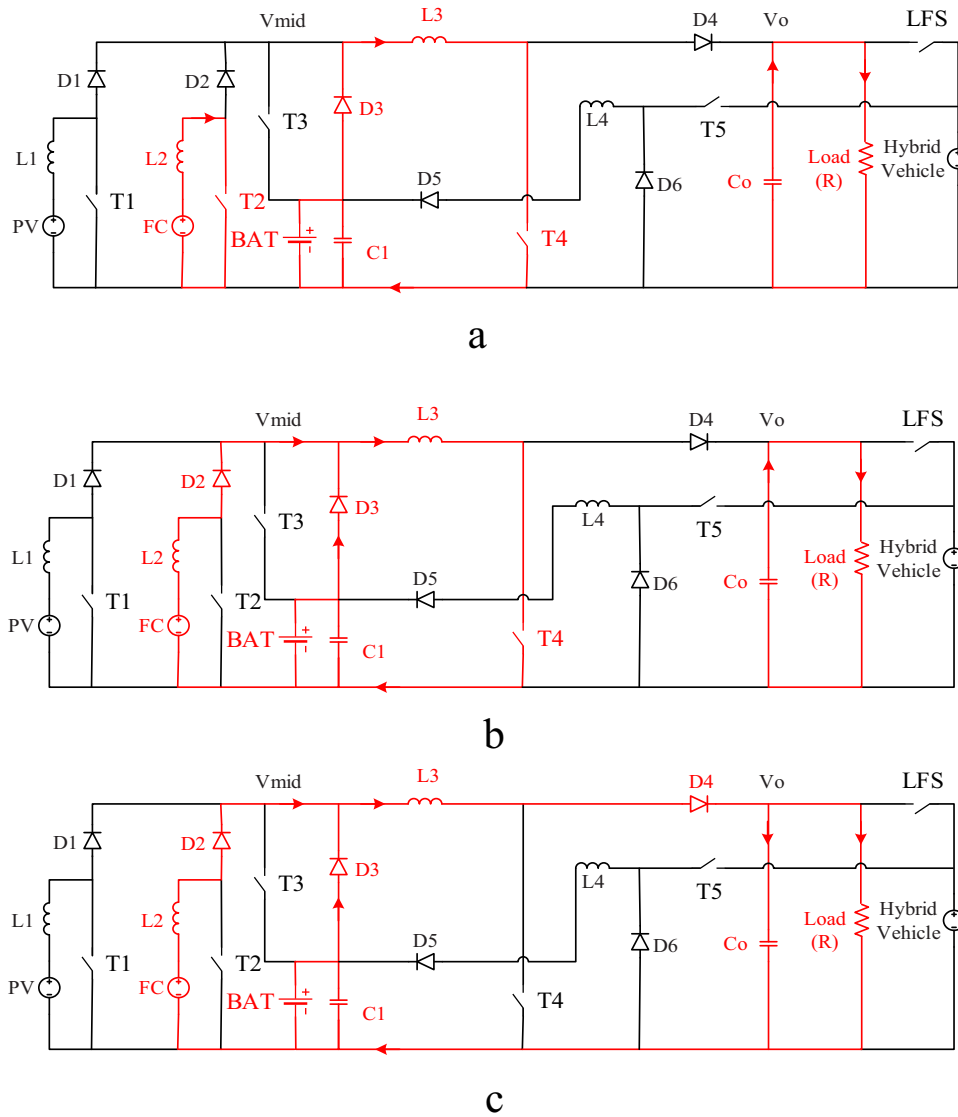 Vmid L3 D4 Vo LFS
D1 D2 D3
T3 L4 T5
L1 L2 D5 D6 Co Load (R) Hybrid Vehicle
T1 T2
PV FC BAT + - C1 T4
a
Vmid L3 D4 Vo LFS
D1 D2 D3
T3 L4 T5
L1 L2 D5 D6 Co Load (R) Hybrid Vehicle
T1 T2
PV FC BAT + - C1 T4
b
Vmid L3 D4 Vo LFS
D1 D2 D3
T3 L4 T5
L1 L2 D5 D6 Co Load (R) Hybrid Vehicle
T1 T2
PV FC BAT + - C1 T4
c